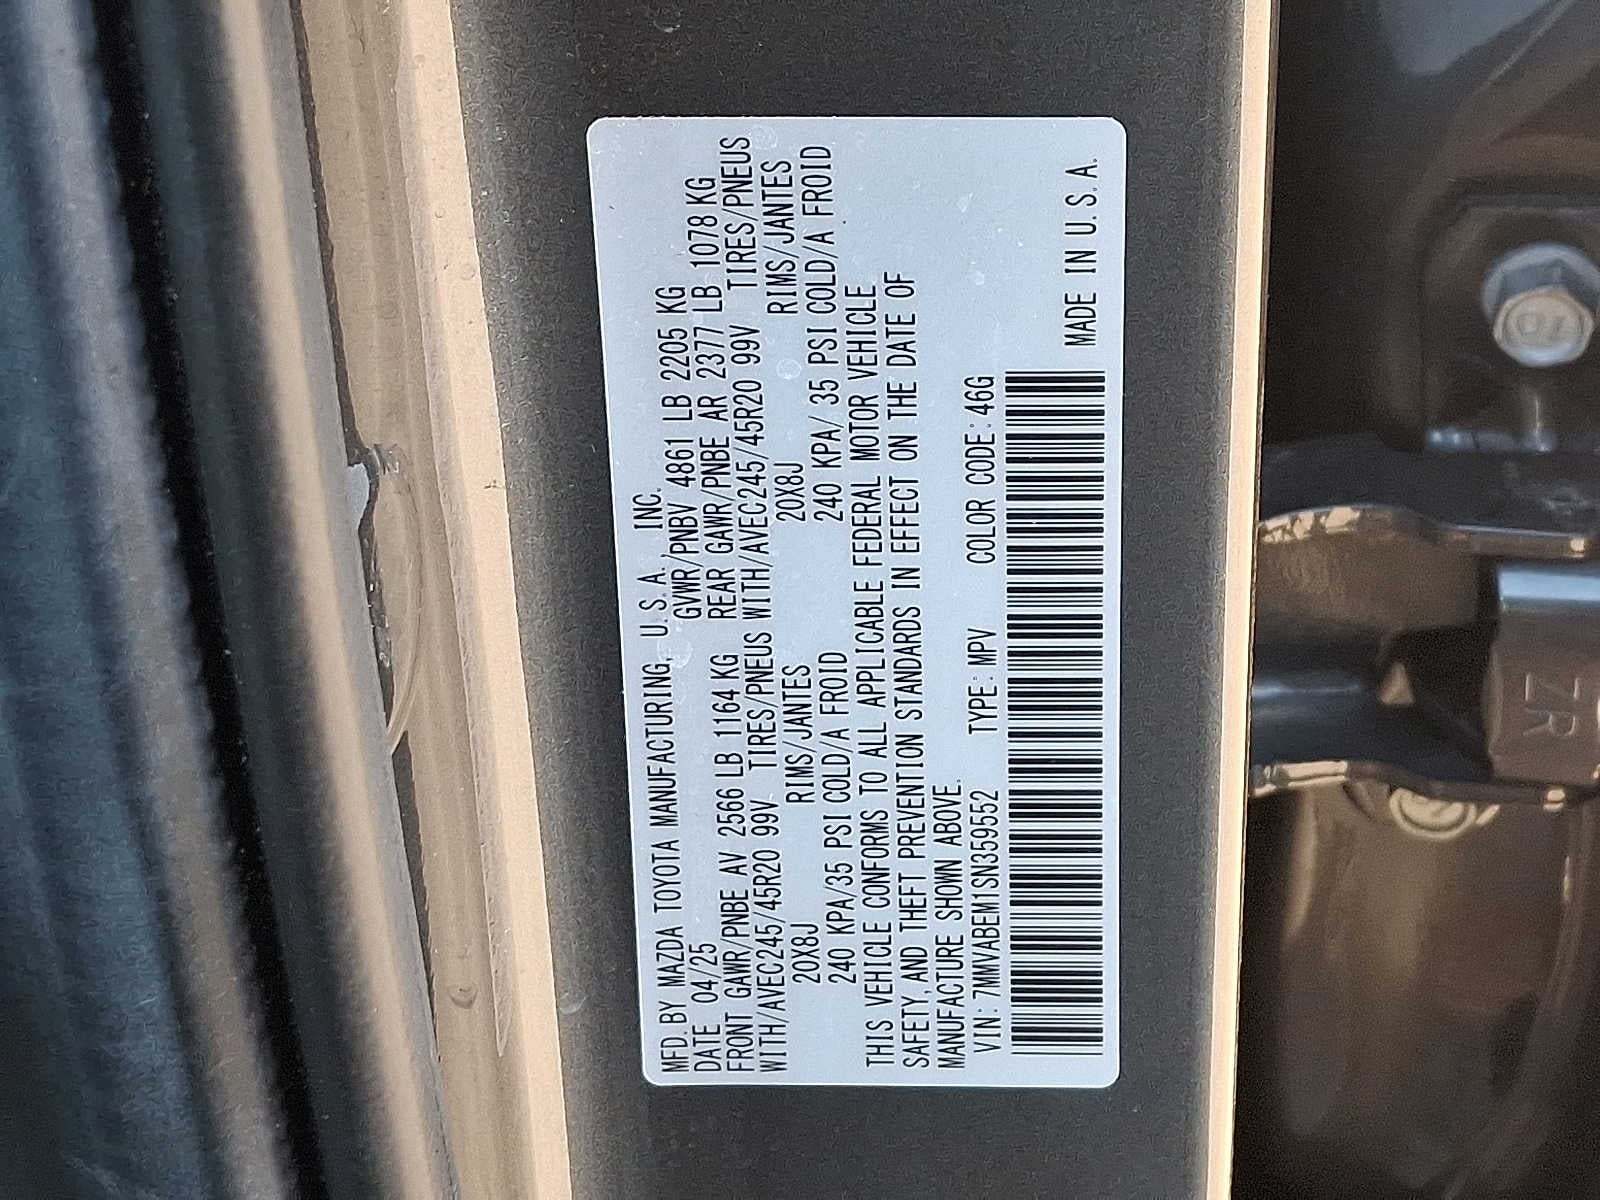 MFD. BY MAZDA TOYOTA MANUFACTURING, U.S.A., INC.
DATE 04/25 GVWR/PNBV 4861 LB 2205 KG
FRONT GAWR/PNBE AV 2566 LB 1164 KG REAR GAWR/PNBE AR 2377 LB 1078 KG
WITH/AVEC245/45R20 99V TIRES/PNEUS WITH/AVEC245/45R20 99V TIRES/PNEUS
20X8J RIMS/JANTES 20X8J RIMS/JANTES
240 KPA/35 PSI COLD/A FROID 240 KPA/ 35 PSI COLD/A FROID
THIS VEHICLE CONFORMS TO ALL APPLICABLE FEDERAL MOTOR VEHICLE
SAFETY, AND THEFT PREVENTION STANDARDS IN EFFECT ON THE DATE OF
MANUFACTURE SHOWN ABOVE.
VIN: 7MMVABEM1SN359552 TYPE: MPV COLOR CODE: 46G
MADE IN U.S.A.
ZR